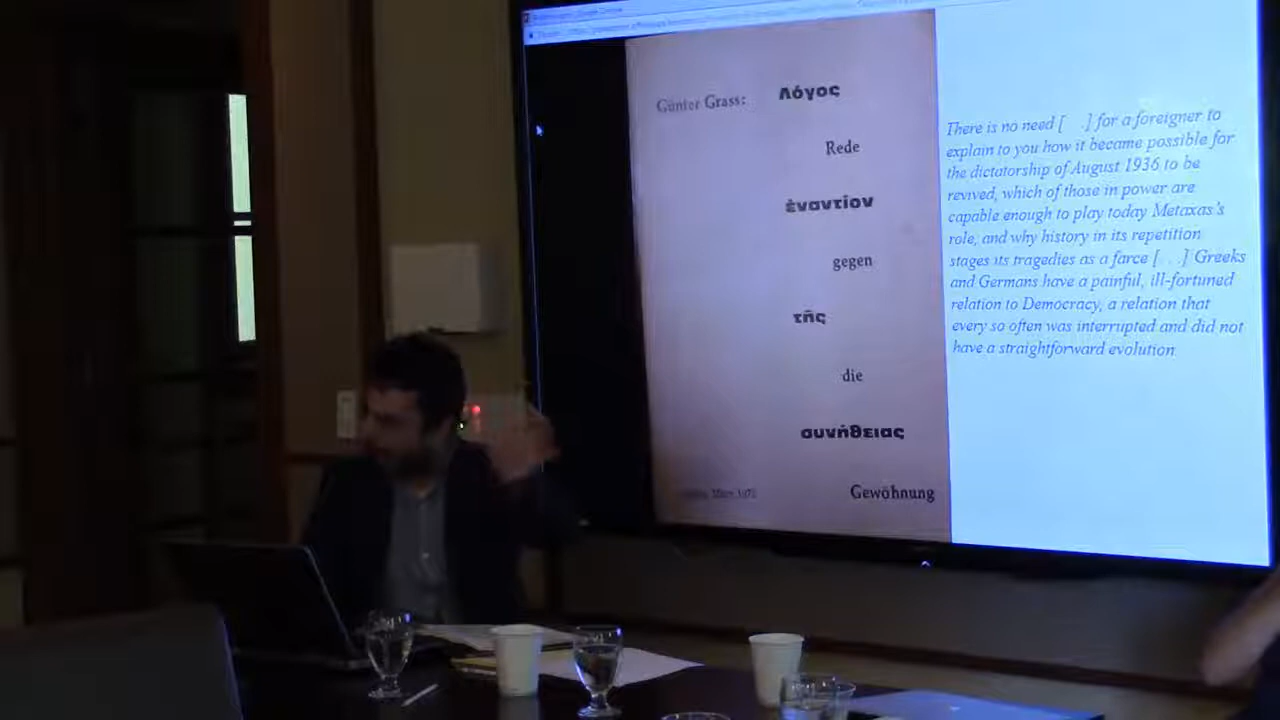 Günter Grass: Λόγος
Rede
ἐναντίον
gegen
τῆς
die
συνήθειας
März 1972 Gewöhnung
There is no need [ .] for a foreigner to
explain to you how it became possible for
the dictatorship of August 1936 to be
revived, which of those in power are
capable enough to play today Metaxas's
role, and why history in its repetition
stages its tragedies as a farce [ . .] Greeks
and Germans have a painful, ill-fortuned
relation to Democracy, a relation that
every so often was interrupted and did not
have a straightforward evolution